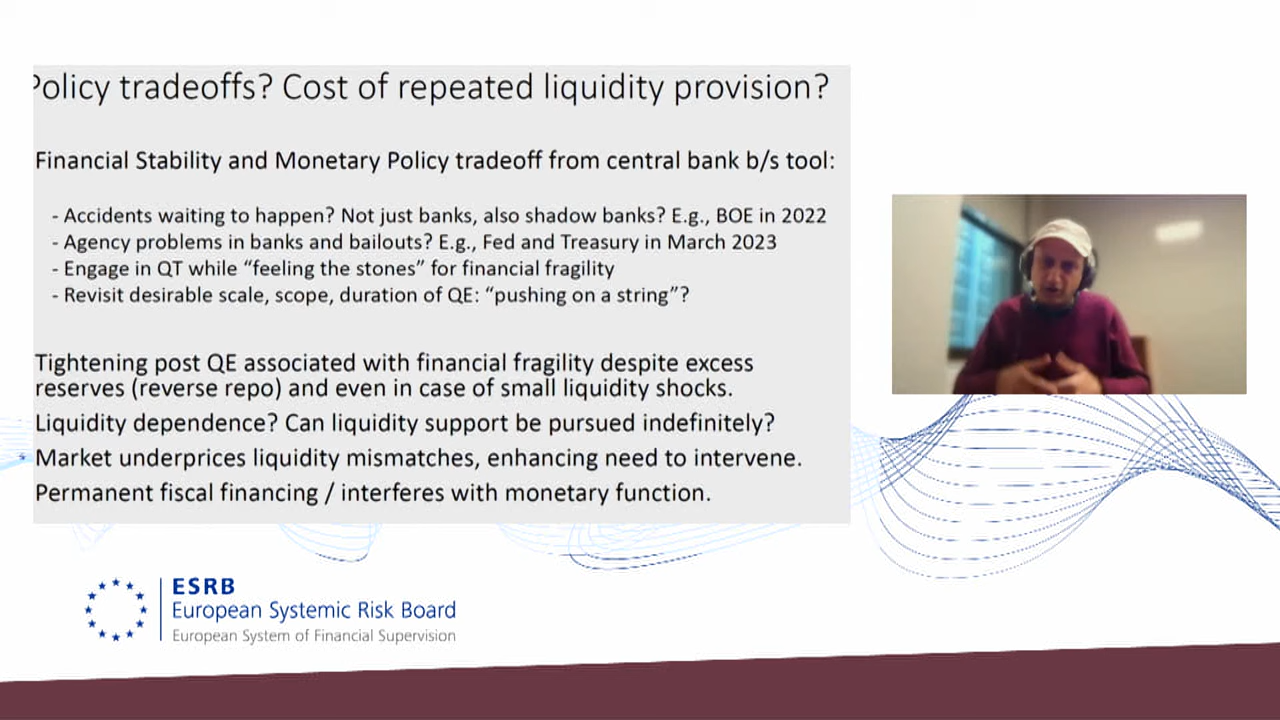 Policy tradeoffs? Cost of repeated liquidity provision?
Financial Stability and Monetary Policy tradeoff from central bank b/s tool:
- Accidents waiting to happen? Not just banks, also shadow banks? E.g., BOE in 2022
- Agency problems in banks and bailouts? E.g., Fed and Treasury in March 2023
- Engage in QT while “feeling the stones” for financial fragility
- Revisit desirable scale, scope, duration of QE: “pushing on a string”?
Tightening post QE associated with financial fragility despite excess
reserves (reverse repo) and even in case of small liquidity shocks.
Liquidity dependence? Can liquidity support be pursued indefinitely?
Market underprices liquidity mismatches, enhancing need to intervene.
Permanent fiscal financing / interferes with monetary function.
ESRB
European Systemic Risk Board
European System of Financial Supervision